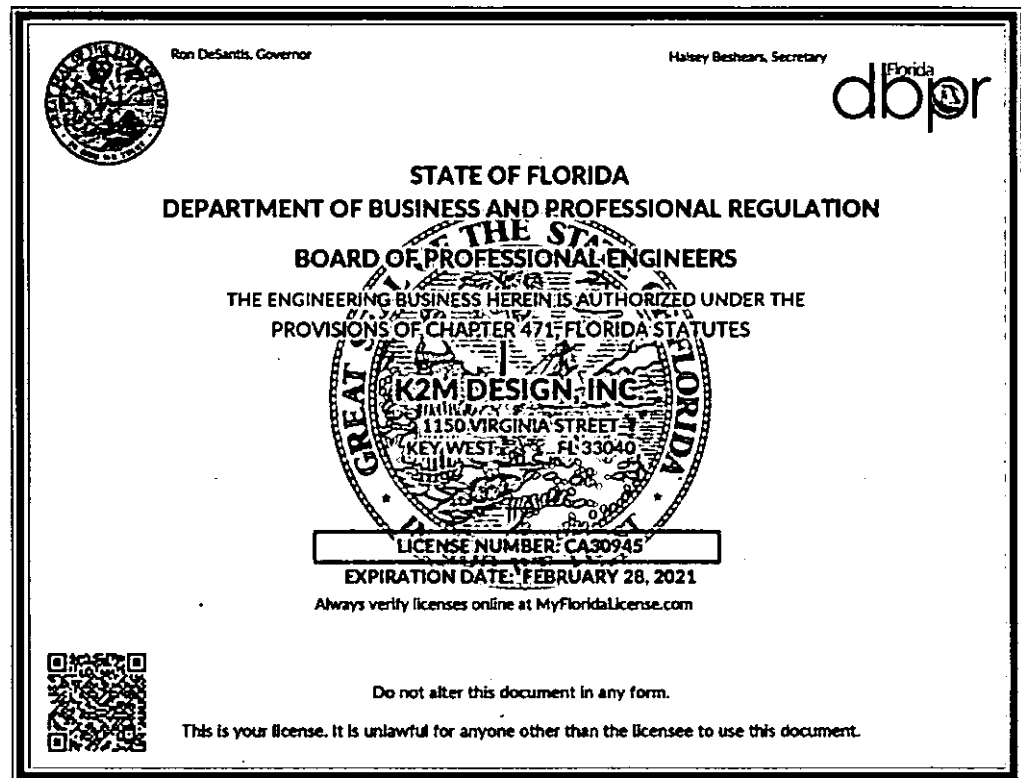 Ron DeSantis, Governor
Halsey Beshears, Secretary
Florida
dbpr
STATE OF FLORIDA
DEPARTMENT OF BUSINESS AND PROFESSIONAL REGULATION
BOARD OF PROFESSIONAL ENGINEERS
THE ENGINEERING BUSINESS HEREIN IS AUTHORIZED UNDER THE
PROVISIONS OF CHAPTER 471, FLORIDA STATUTES
K2M DESIGN, INC.
1150 VIRGINIA STREET
KEY WEST FL 33040
LICENSE NUMBER: CA30945
EXPIRATION DATE: FEBRUARY 28, 2021
Always verify licenses online at MyFloridaLicense.com
Do not alter this document in any form.
This is your license. It is unlawful for anyone other than the licensee to use this document.